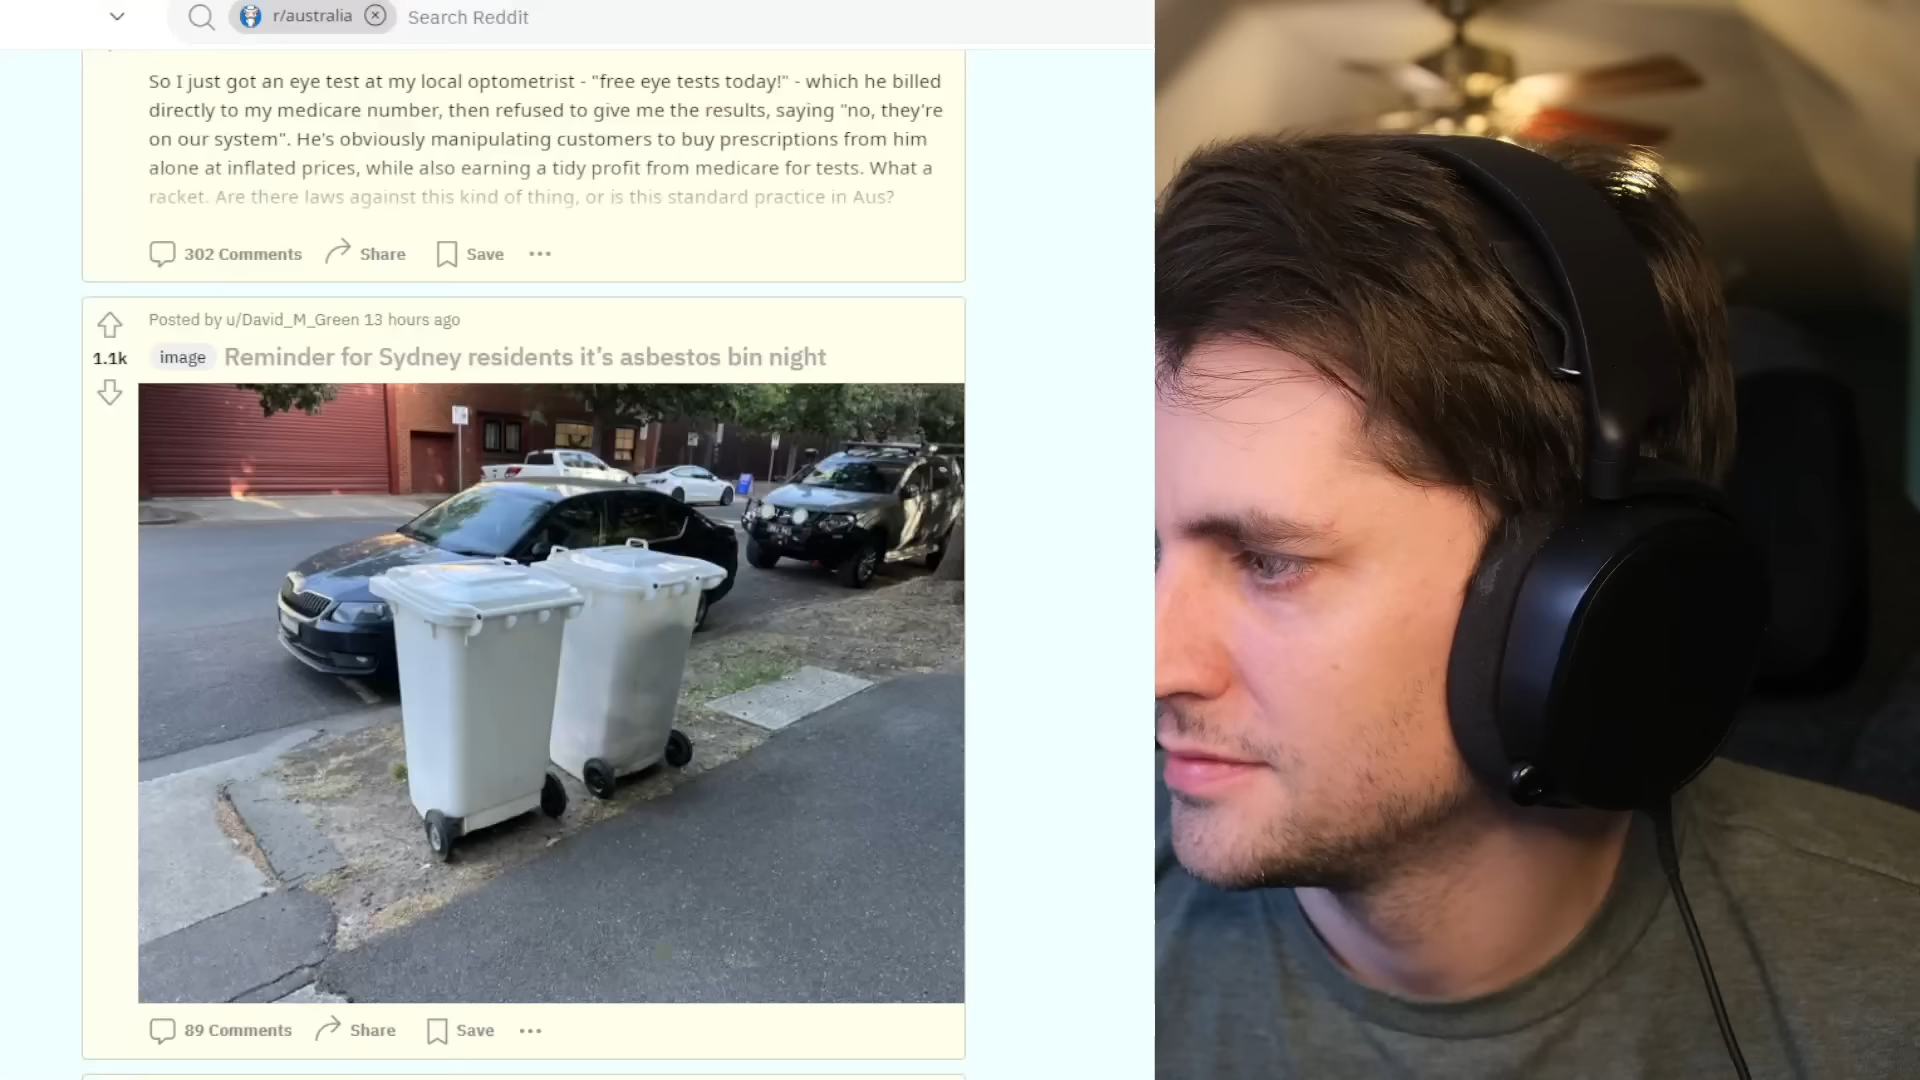 r/australia
Search Reddit
So I just got an eye test at my local optometrist - "free eye tests today!" - which he billed
directly to my medicare number, then refused to give me the results, saying "no, they're
on our system". He's obviously manipulating customers to buy prescriptions from him
alone at inflated prices, while also earning a tidy profit from medicare for tests. What a
racket. Are there laws against this kind of thing, or is this standard practice in Aus?
302 Comments Share Save
Posted by u/David_M_Green 13 hours ago
1.1k image Reminder for Sydney residents it's asbestos bin night
89 Comments Share Save